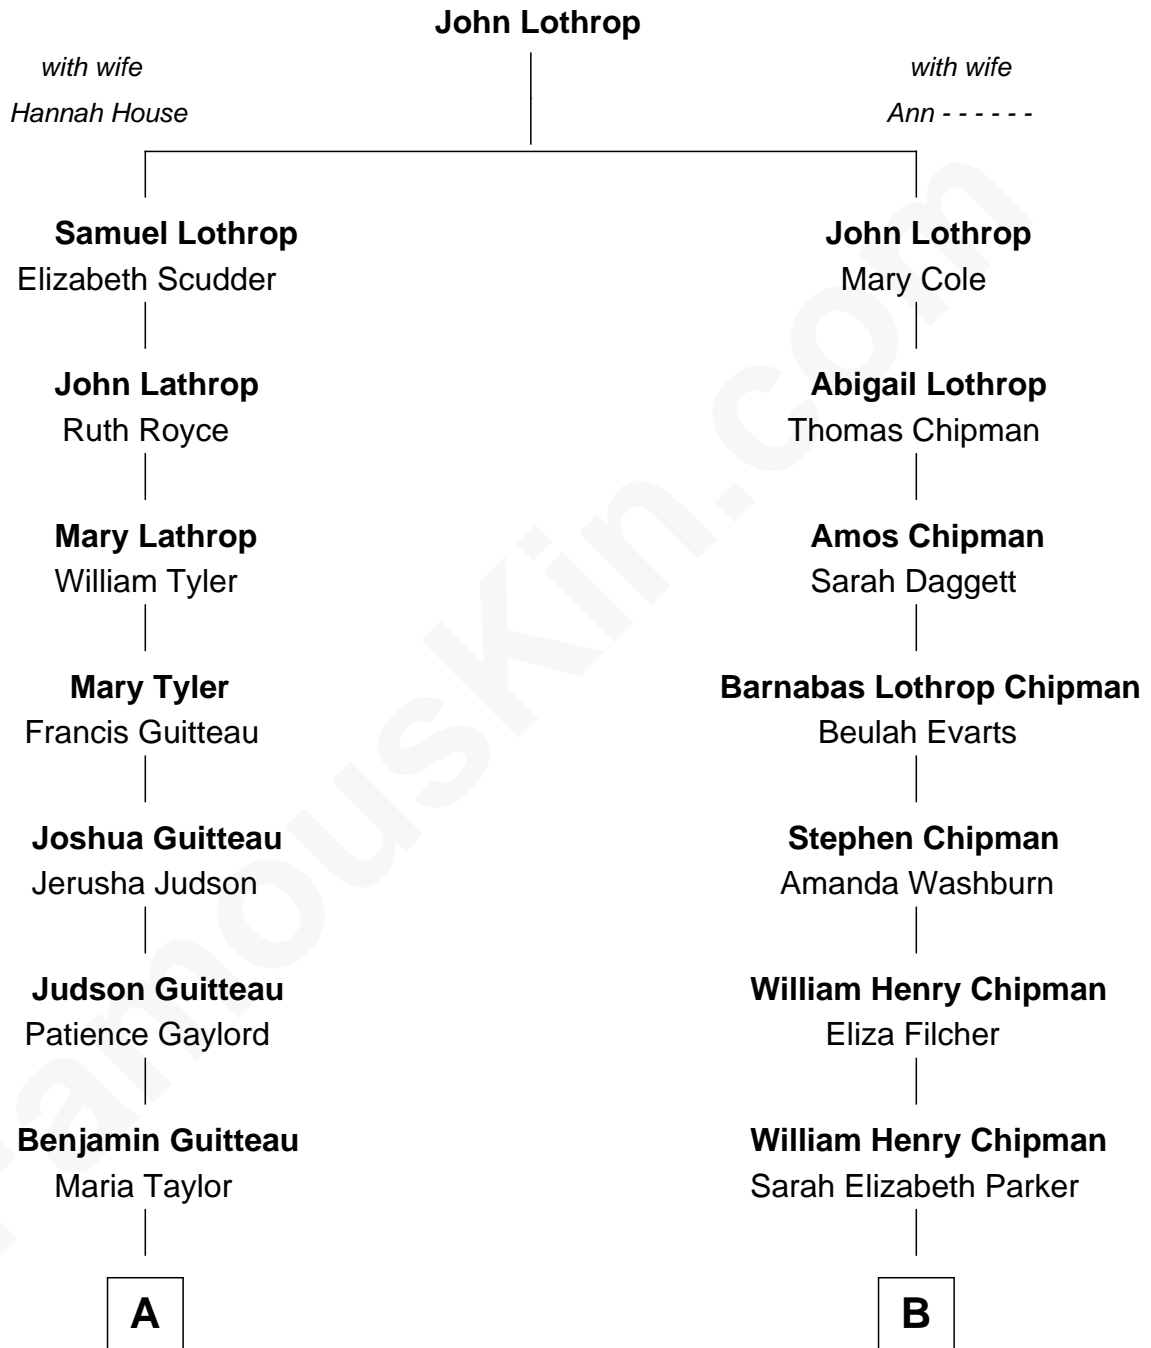 John Lothrop
with wife
Hannah House
with wife
Ann - - - - - -
Samuel Lothrop
Elizabeth Scudder
John Lothrop
Mary Cole
John Lathrop
Ruth Royce
Abigail Lothrop
Thomas Chipman
Mary Lathrop
William Tyler
Amos Chipman
Sarah Daggett
Mary Tyler
Francis Guitteau
Barnabas Lothrop Chipman
Beulah Evarts
Joshua Guitteau
Jerusha Judson
Stephen Chipman
Amanda Washburn
Judson Guitteau
Patience Gaylord
William Henry Chipman
Eliza Filcher
Benjamin Guitteau
Maria Taylor
William Henry Chipman
Sarah Elizabeth Parker
A
B
FamousKin.com